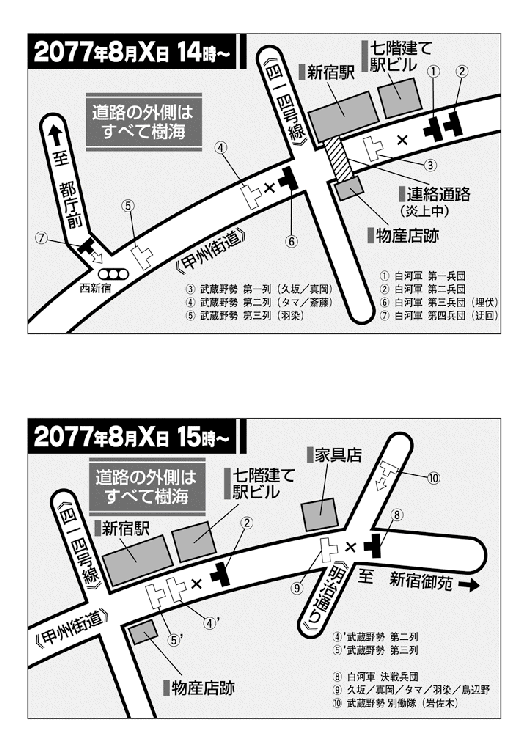 2077年8月X日 14時~
道路の外側は
すべて樹海
《四一四号線》
新宿駅
七階建て
駅ビル
①
②
③
④
⑤
⑥
⑦
至 都庁前
西新宿
《甲州街道》
連絡通路
(炎上中)
物産店跡
③ 武蔵野勢 第一列(久坂/真岡)
④ 武蔵野勢 第二列(タマ/斎藤)
⑤ 武蔵野勢 第三列(羽染)
① 白河軍 第一兵団
② 白河軍 第二兵団
⑥ 白河軍 第三兵団(埋伏)
⑦ 白河軍 第四兵団(迂回)
2077年8月X日 15時~
道路の外側は
すべて樹海
《四一四号線》
新宿駅
七階建て
駅ビル
家具店
②
⑧
⑨
⑩
④'
⑤'
《甲州街道》
《明治通り》
至 新宿御苑
物産店跡
④'武蔵野勢 第二列
⑤'武蔵野勢 第三列
⑧ 白河軍 決戦兵団
⑨ 久坂/真岡/タマ/羽染/鳥辺野
⑩ 武蔵野勢 別働隊(岩佐木)